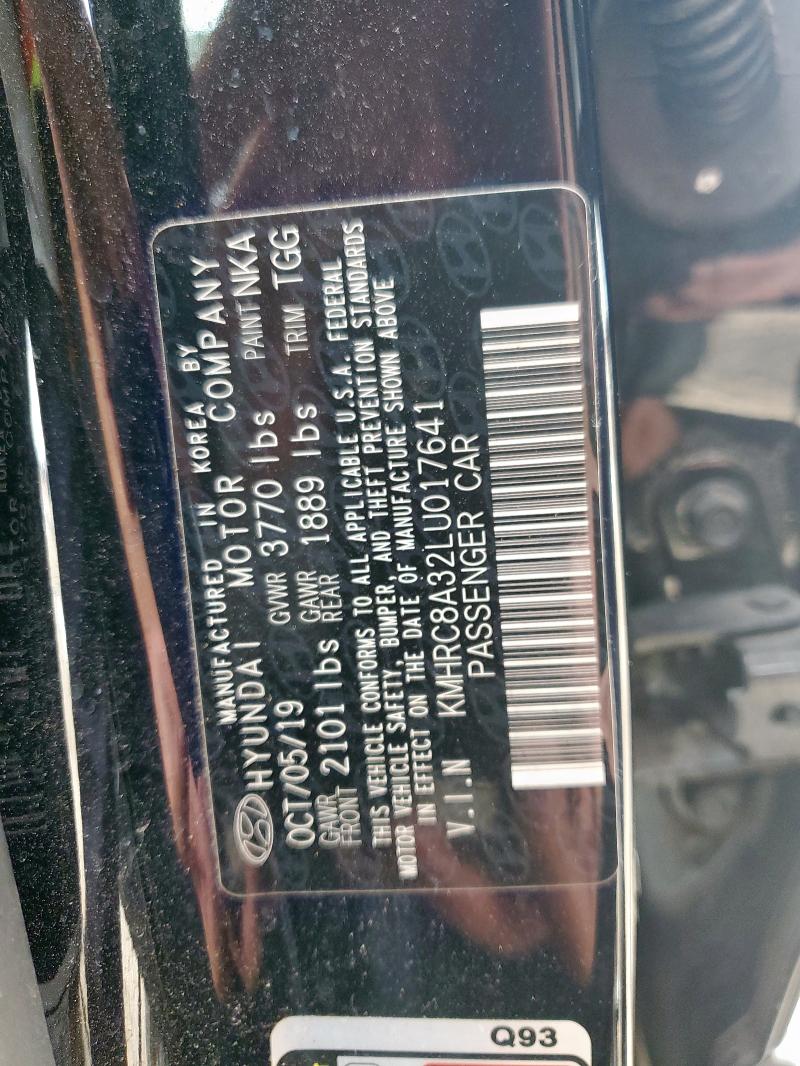 MANUFACTURED IN KOREA BY
HYUNDAI MOTOR COMPANY
OCT/05/19 GVWR 3770 lbs PAINT NKA
GAWR FRONT 2101 lbs GAWR REAR 1889 lbs TRIM TGG
THIS VEHICLE CONFORMS TO ALL APPLICABLE U.S.A. FEDERAL
MOTOR VEHICLE SAFETY, BUMPER, AND THEFT PREVENTION STANDARDS
IN EFFECT ON THE DATE OF MANUFACTURE SHOWN ABOVE
V.I.N KMHRC8A32LU017641
PASSENGER CAR
Q93